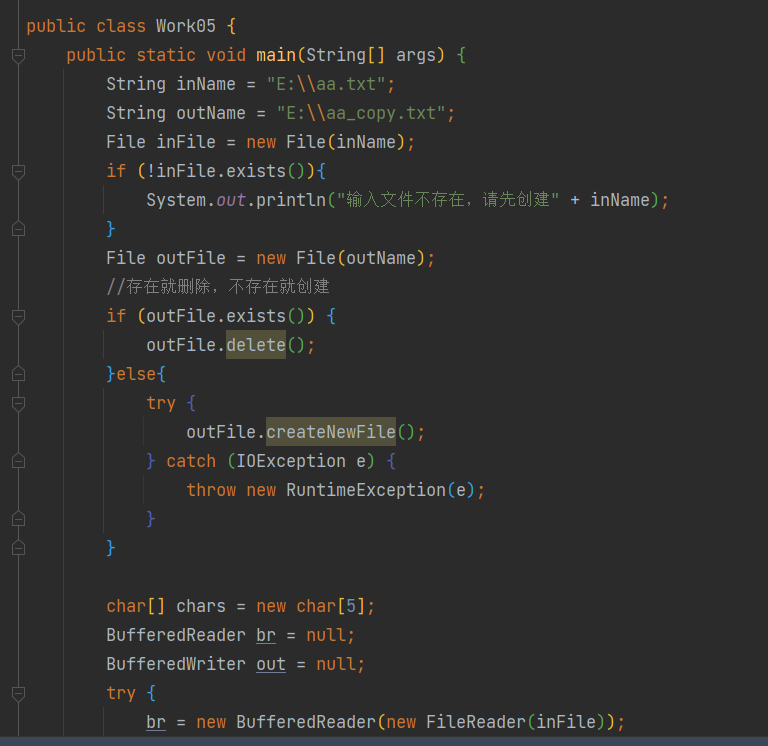 public class Work05 {
public static void main(String[] args) {
String inName = "E:\\aa.txt";
String outName = "E:\\aa_copy.txt";
File inFile = new File(inName);
if (!inFile.exists()){
System.out.println("输入文件不存在，请先创建" + inName);
}
File outFile = new File(outName);
//存在就删除，不存在就创建
if (outFile.exists()) {
outFile.delete();
}else{
try {
outFile.createNewFile();
} catch (IOException e) {
throw new RuntimeException(e);
}
}
char[] chars = new char[5];
BufferedReader br = null;
BufferedWriter out = null;
try {
br = new BufferedReader(new FileReader(inFile));